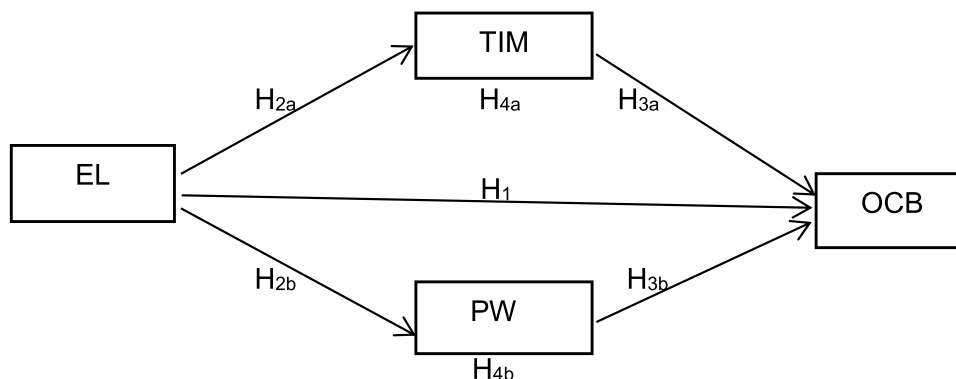 TIM
H2a
H4a
H3a
EL
H1
OCB
H2b
H3b
PW
H4b